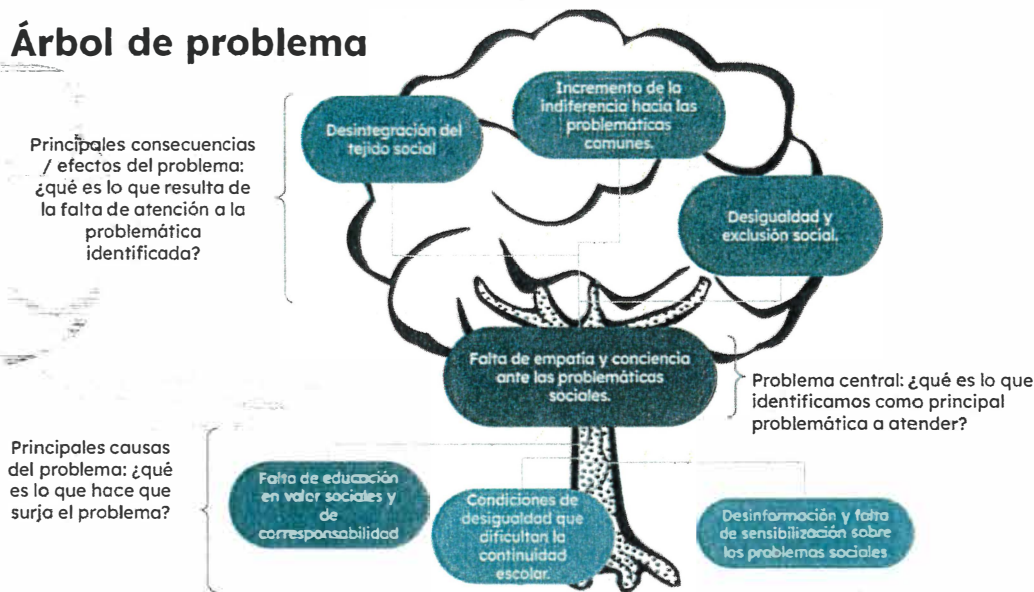 Árbol de problema
Incremento de la
indiferencia hacia las
problemáticas
comunes.
Desintegración del
tejido social
Principales consecuencias
/ efectos del problema:
¿qué es lo que resulta de
la falta de atención a la
problemática
identificada?
Desigualdad y
exclusión social.
Falta de empatía y conciencia
ante las problemáticas
sociales.
Problema central: ¿qué es lo que
identificamos como principal
problemática a atender?
Principales causas
del problema: ¿qué
es lo que hace que
surja el problema?
Falta de educación
en valor sociales y
de
corresponsabilidad
Condiciones de
desigualdad que
dificultan la
continuidad
escolar.
Desinformación y falta
de sensibilización sobre
los problemas sociales